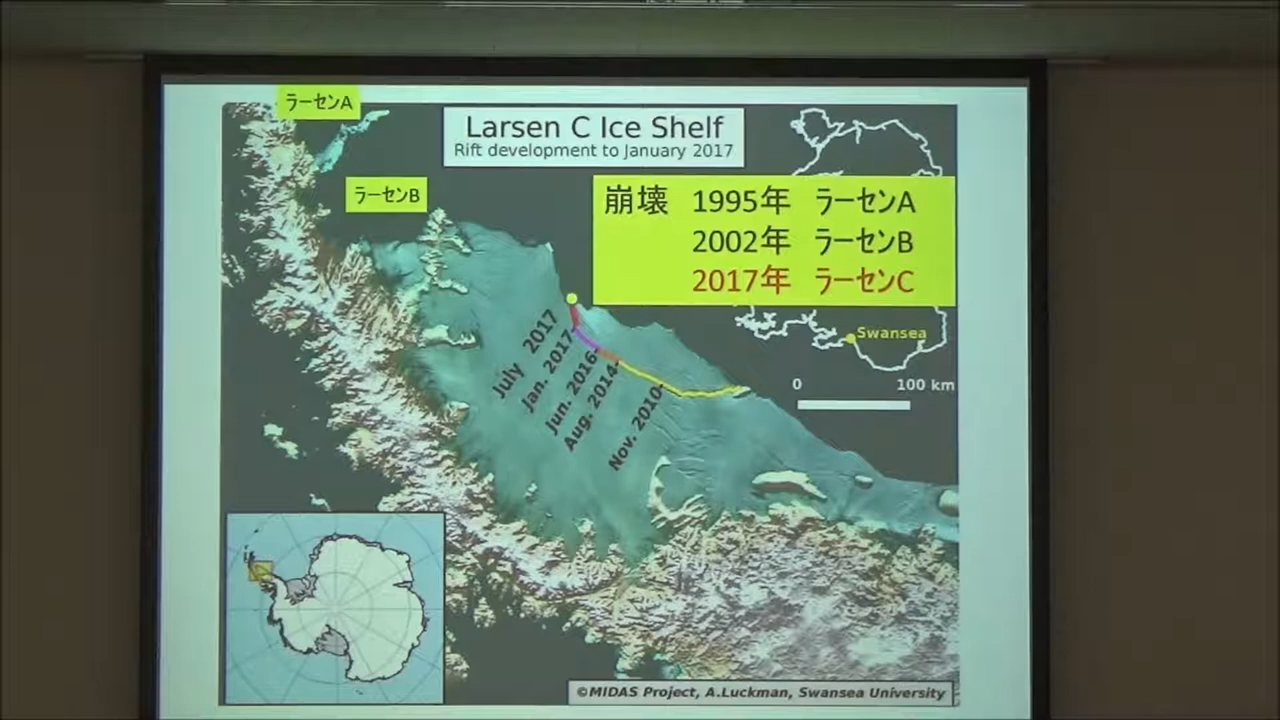 ラーセンA
Larsen C Ice Shelf
Rift development to January 2017
ラーセンB
崩壊 1995年 ラーセンA
2002年 ラーセンB
2017年 ラーセンC
Swansea
0 100 km
July 2017
Jan. 2017
Jun. 2016
Aug. 2014
Nov. 2010
©MIDAS Project, A.Luckman, Swansea University